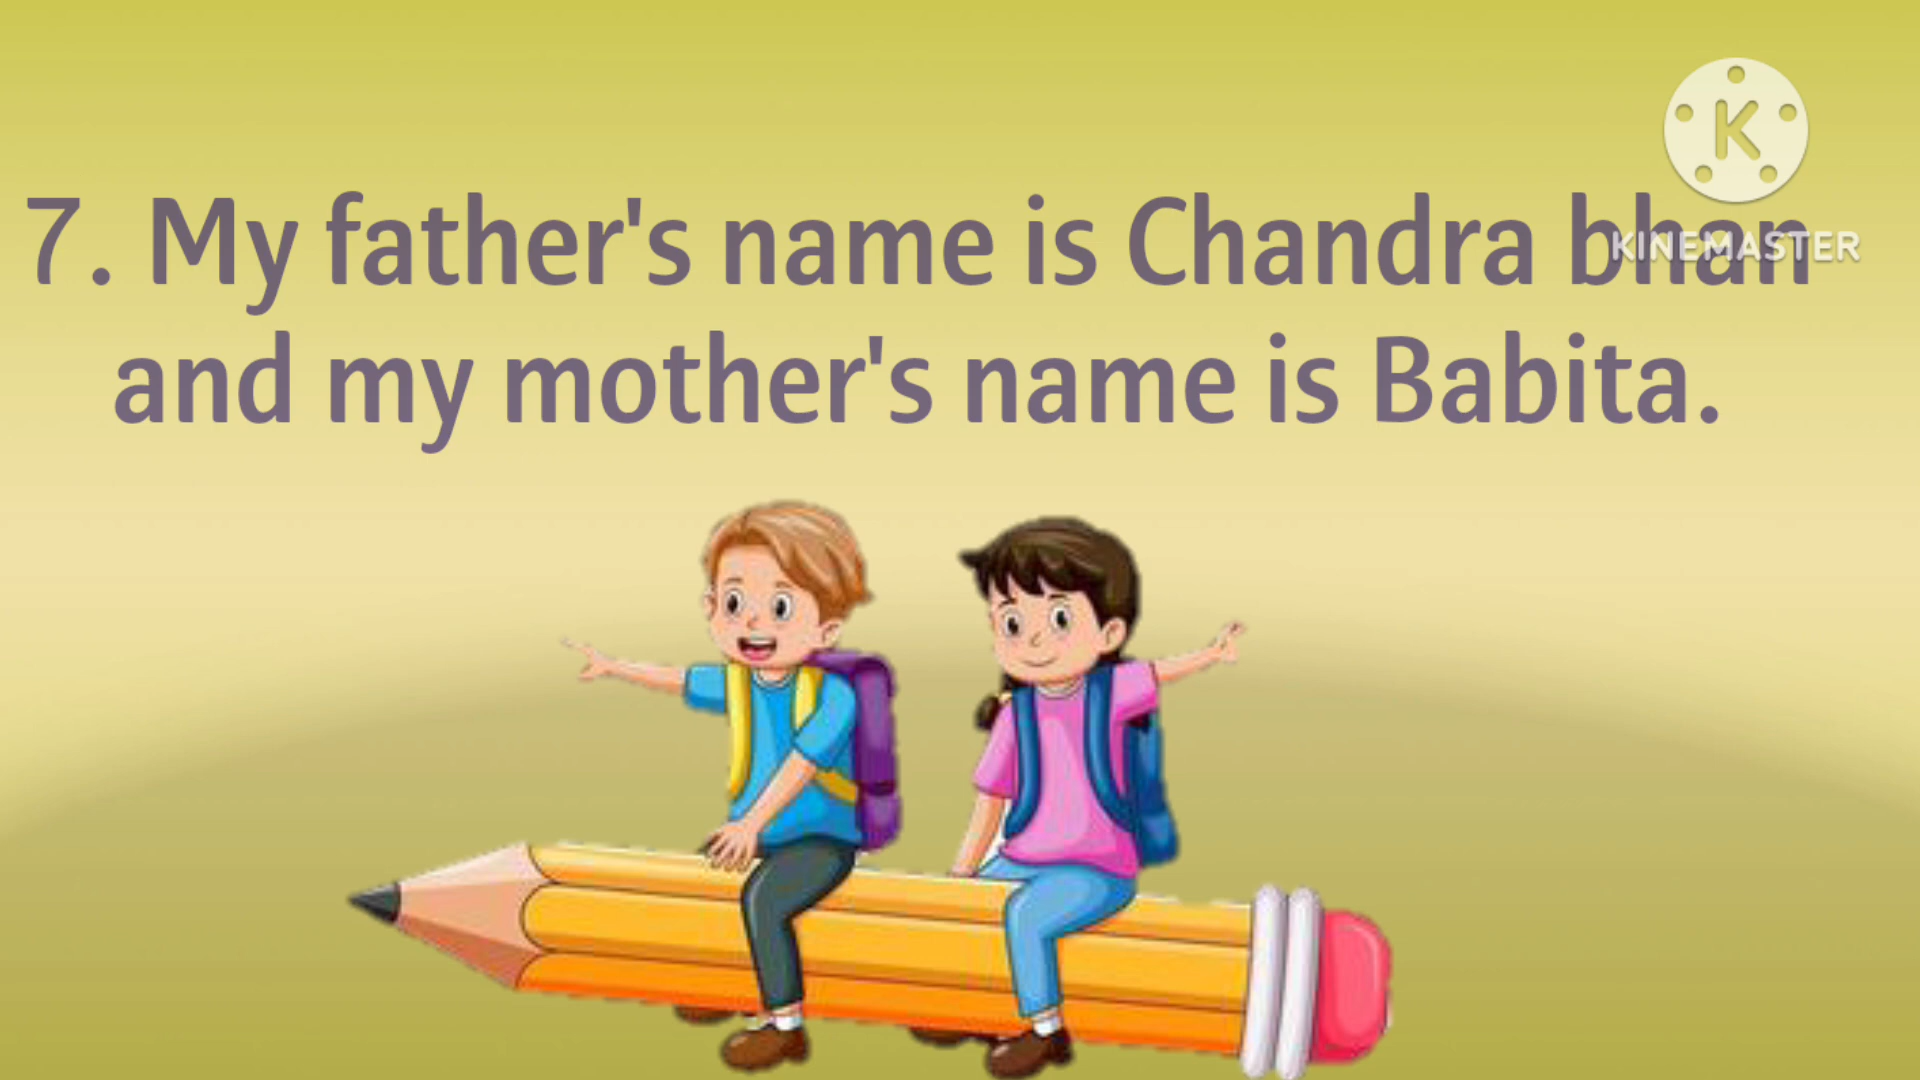 K
KINEMASTER
7. My father's name is Chandra bhan
and my mother's name is Babita.